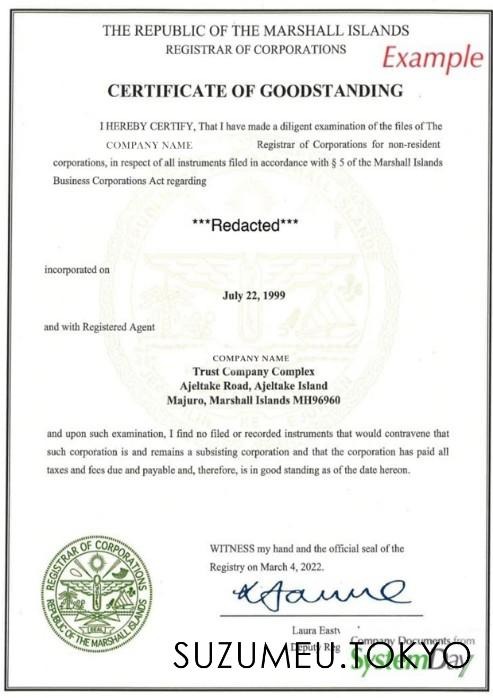 THE REPUBLIC OF THE MARSHALL ISLANDS
REGISTRAR OF CORPORATIONS
Example
CERTIFICATE OF GOODSTANDING
I HEREBY CERTIFY, That I have made a diligent examination of the files of The
COMPANY NAME Registrar of Corporations for non-resident
corporations, in respect of all instruments filed in accordance with § 5 of the Marshall Islands
Business Corporations Act regarding
***Redacted***
incorporated on
July 22, 1999
and with Registered Agent
COMPANY NAME
Trust Company Complex
Ajeltake Road, Ajeltake Island
Majuro, Marshall Islands MH96960
and upon such examination, I find no filed or recorded instruments that would contravene that
such corporation is and remains a subsisting corporation and that the corporation has paid all
taxes and fees due and payable and, therefore, is in good standing as of the date hereon.
WITNESS my hand and the official seal of the
Registry on March 4, 2022.
REGISTRAR OF CORPORATIONS
REPUBLIC OF THE MARSHALL ISLANDS
SEAL
Laura
Deputy Reg
Company Documents from
SystemDay
SUZUMEU.TOKYO